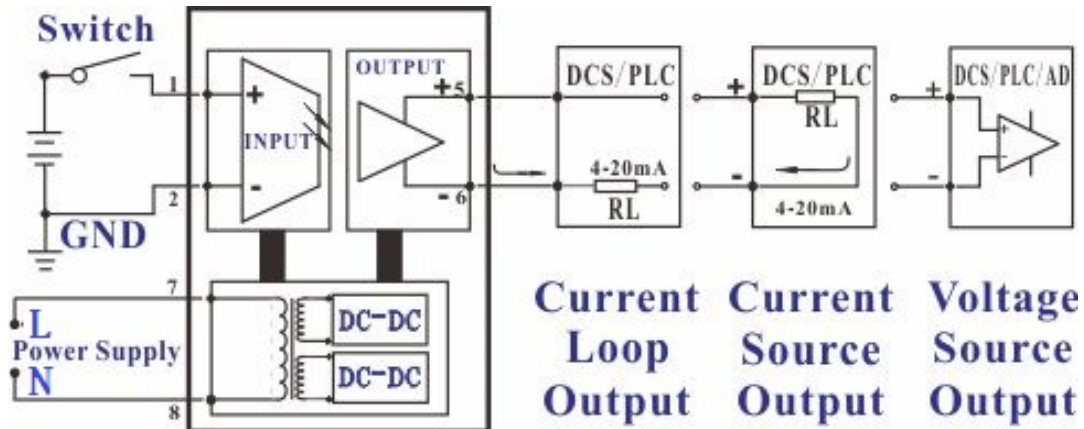 Switch
1
2
GND
7
L
Power Supply
N
8
+
INPUT
-
OUTPUT
+ 5
- 6
DC-DC
DC-DC
DCS/PLC
4-20mA
RL
+
-
DCS/PLC
RL
4-20mA
+
-
DCS/PLC/AD
+
-
Current
Loop
Output
Current
Source
Output
Voltage
Source
Output